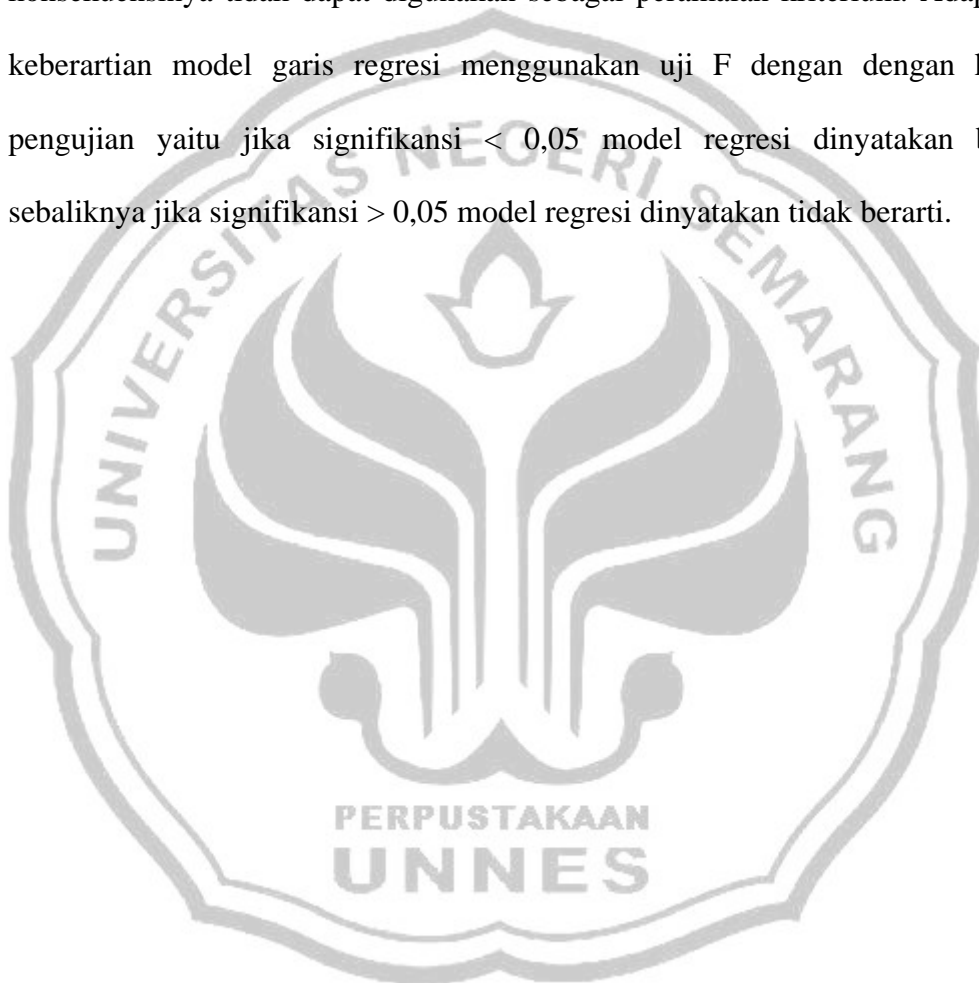 keberartian model garis regresi menggunakan uji F dengan dengan
pengujian yaitu jika signifikansi < 0,05 model regresi dinyatakan
sebaliknya jika signifikansi > 0,05 model regresi dinyatakan tidak berarti.
UNIVERSITAS NEGERI SEMARANG
PERPUSTAKAAN
UNNES